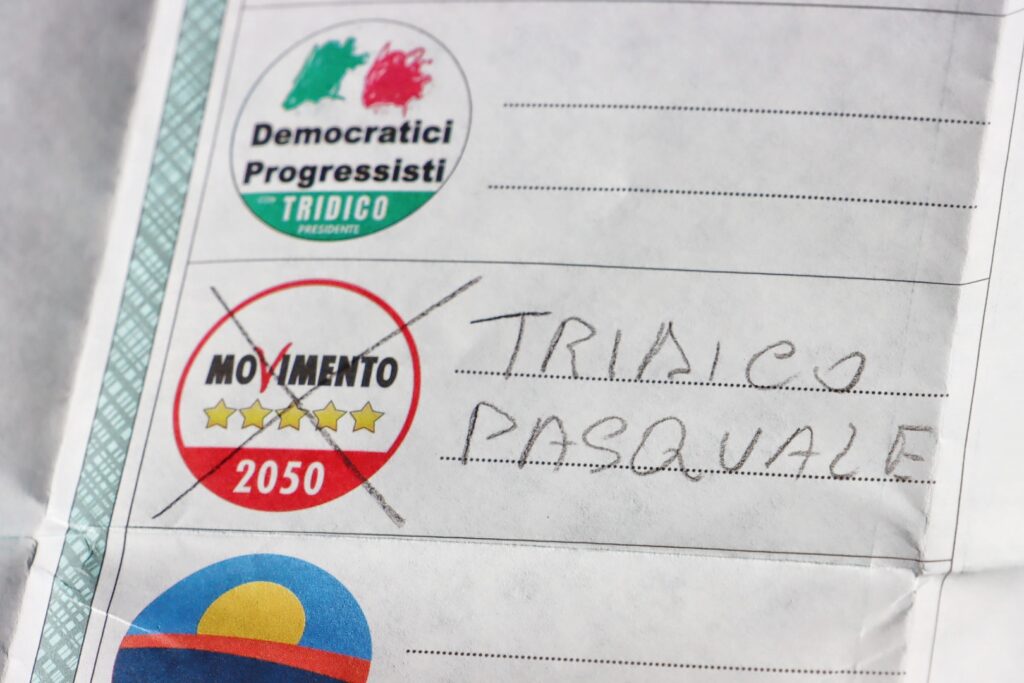 Democratici
Progressisti
CON
TRIDICO
PRESIDENTE
MOVIMENTO
2050
TRIDICO
PASQUALE